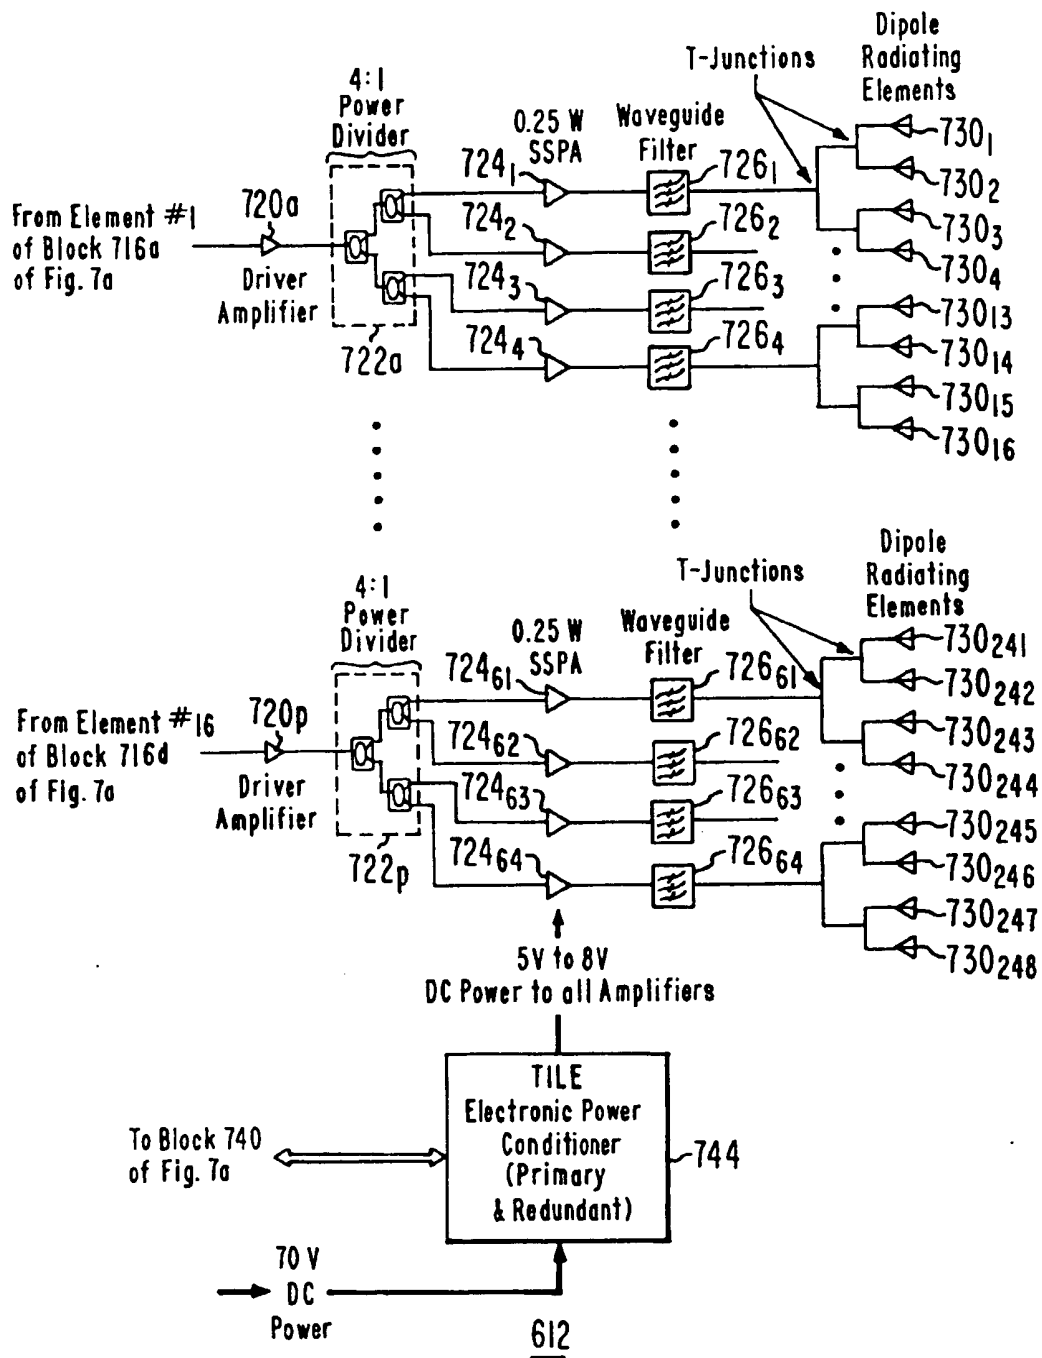 Dipole
Radiating
Elements
T-Junctions
4:1
Power
Divider
0.25 W
SSPA
Waveguide
Filter
From Element #1
of Block 716a
of Fig. 7a
720a
Driver
Amplifier
722a
724₁
724₂
724₃
724₄
726₁
726₂
726₃
726₄
730₁
730₂
730₃
730₄
730₁₃
730₁₄
730₁₅
730₁₆
Dipole
Radiating
Elements
T-Junctions
4:1
Power
Divider
0.25 W
SSPA
Waveguide
Filter
From Element #16
of Block 716d
of Fig. 7a
720p
Driver
Amplifier
722p
724₆₁
724₆₂
724₆₃
724₆₄
726₆₁
726₆₂
726₆₃
726₆₄
730₂₄₁
730₂₄₂
730₂₄₃
730₂₄₄
730₂₄₅
730₂₄₆
730₂₄₇
730₂₄₈
5V to 8V
DC Power to all Amplifiers
TILE
Electronic Power
Conditioner
(Primary
& Redundant)
744
To Block 740
of Fig. 7a
70 V
DC
Power
612